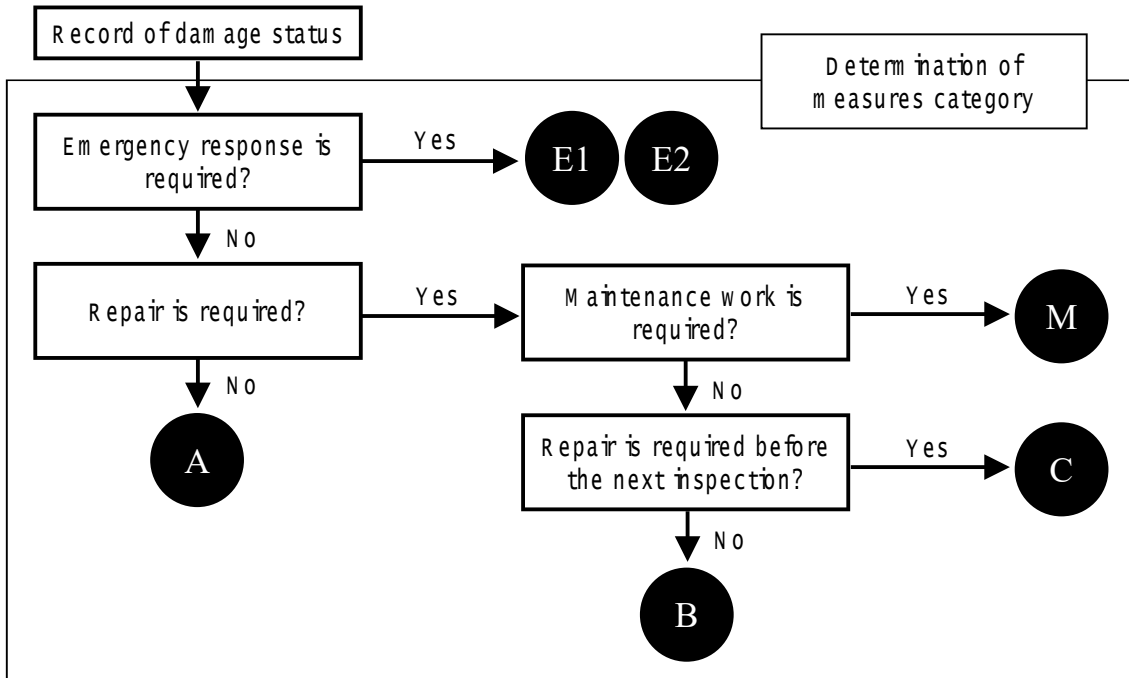 Record of damage status
Determination of
measures category
Emergency response is
required?
Yes
E1
E2
No
Repair is required?
Yes
Maintenance work is
required?
Yes
M
No
A
No
Repair is required before
the next inspection?
Yes
C
No
B